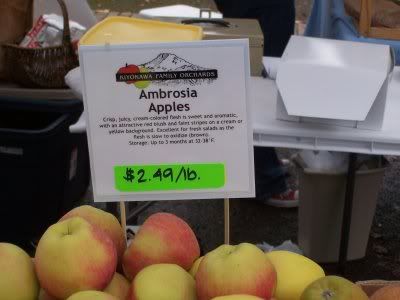 KIYOKAWA FAMILY ORCHARDS
Ambrosia
Apples
Crisp, juicy, cream-colored flesh is sweet and aromatic,
with an attractive red blush and faint stripes on a cream or
yellow background. Excellent for fresh salads as the
flesh is slow to oxidize (brown).
Storage: Up to 3 months at 32-38°F.
$2.49/lb.